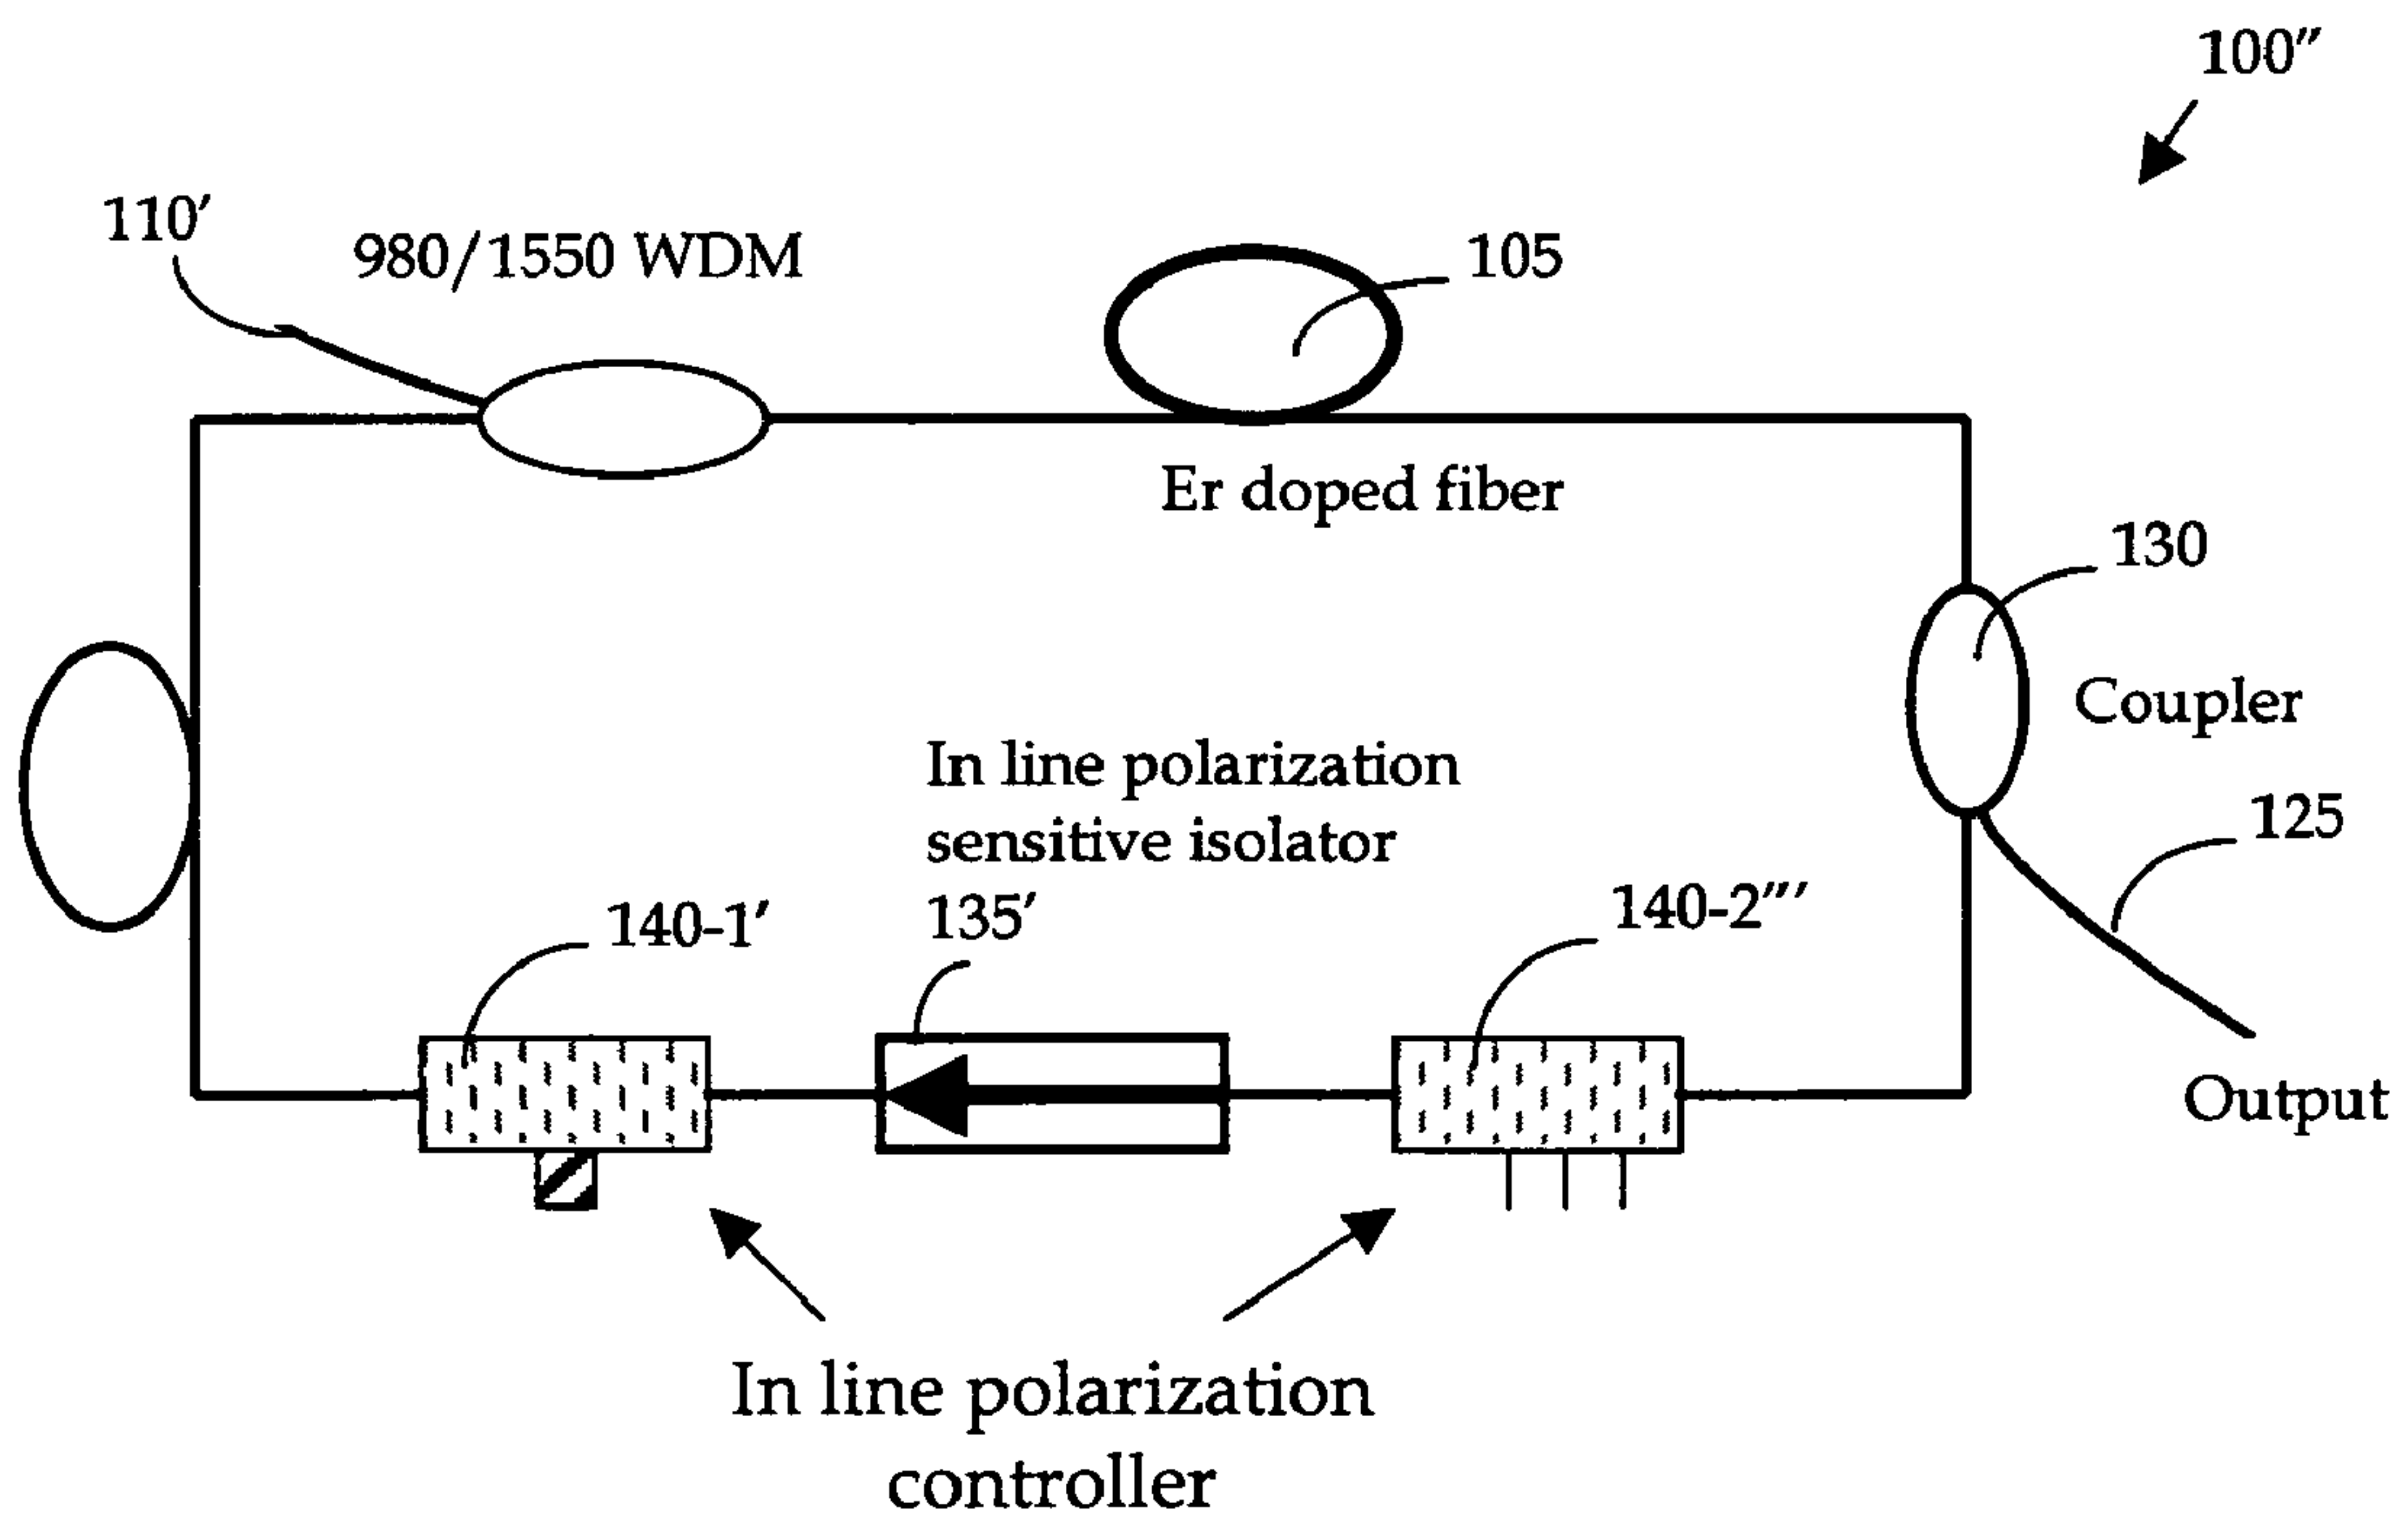 100″
110′
980/1550 WDM
105
Er doped fiber
130
Coupler
125
In line polarization
sensitive isolator
135′
140-1′
140-2‴′
Output
In line polarization
controller